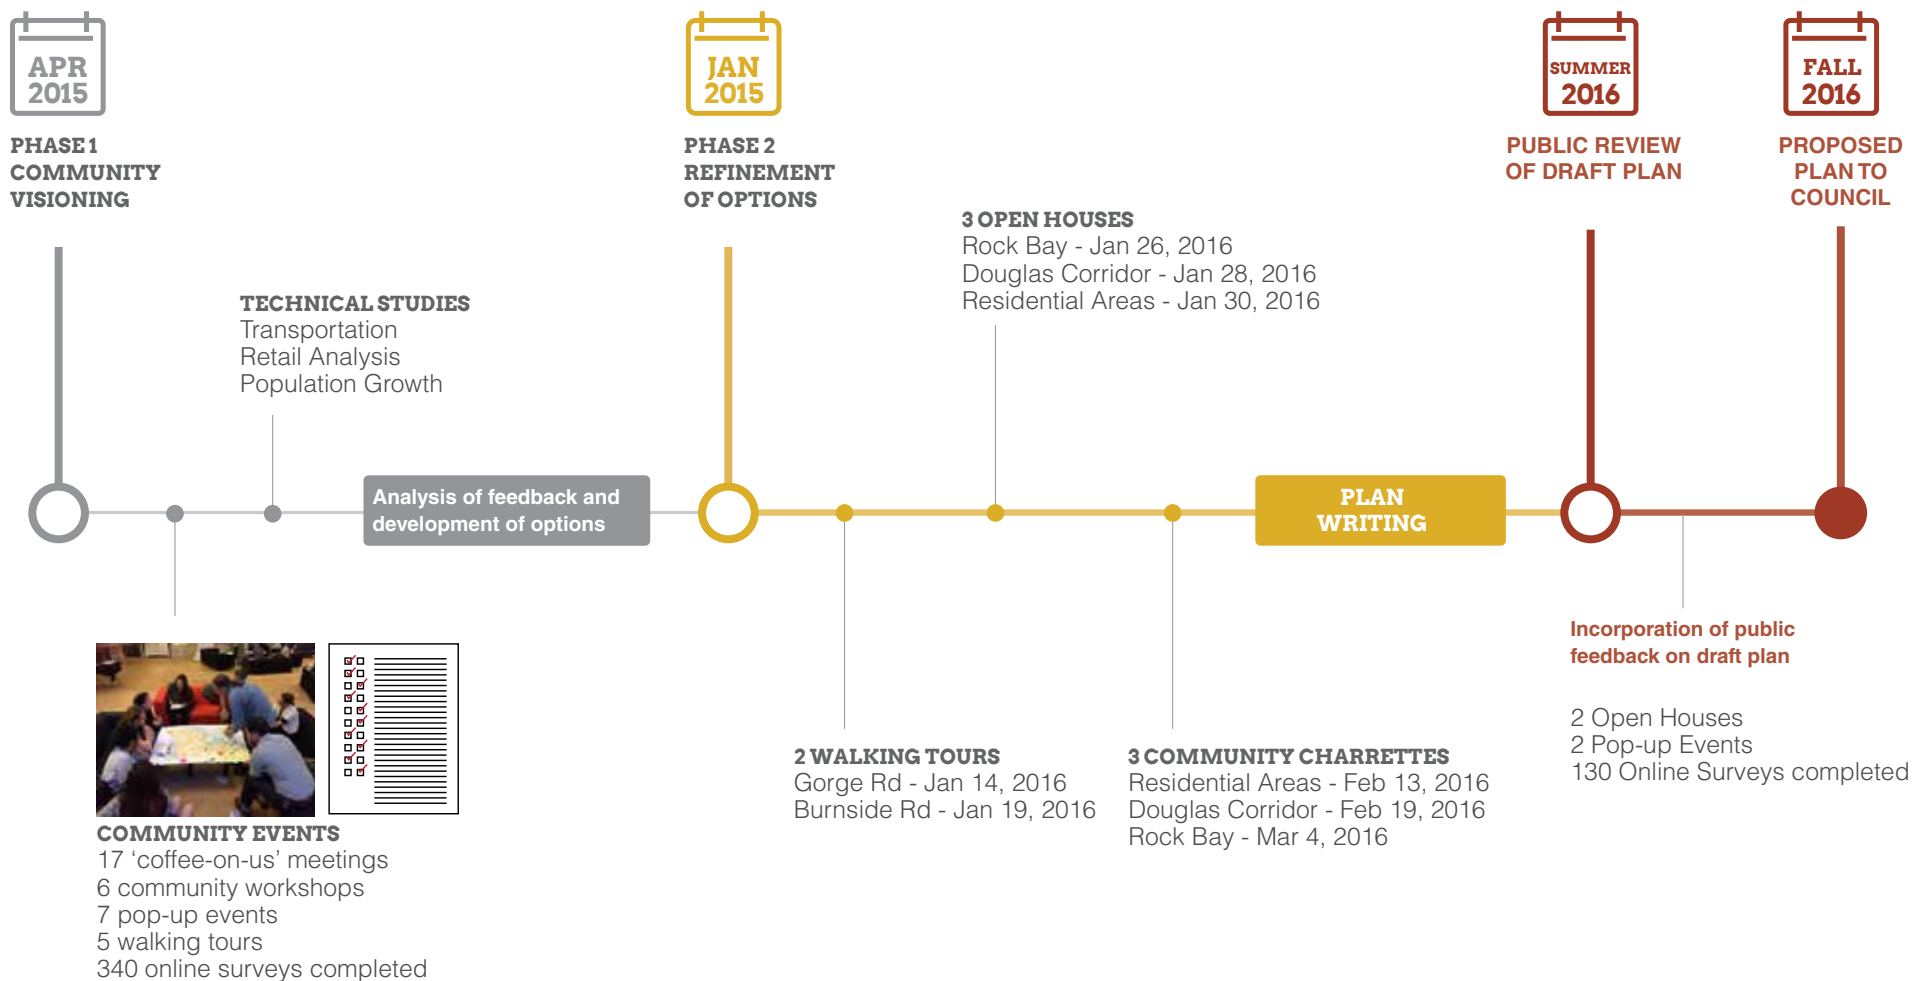 APR
2015
PHASE 1
COMMUNITY
VISIONING
JAN
2015
PHASE 2
REFINEMENT
OF OPTIONS
SUMMER
2016
PUBLIC REVIEW
OF DRAFT PLAN
FALL
2016
PROPOSED
PLAN TO
COUNCIL
TECHNICAL STUDIES
Transportation
Retail Analysis
Population Growth
3 OPEN HOUSES
Rock Bay - Jan 26, 2016
Douglas Corridor - Jan 28, 2016
Residential Areas - Jan 30, 2016
Analysis of feedback and
development of options
PLAN
WRITING
COMMUNITY EVENTS
17 ‘coffee-on-us’ meetings
6 community workshops
7 pop-up events
5 walking tours
340 online surveys completed
2 WALKING TOURS
Gorge Rd - Jan 14, 2016
Burnside Rd - Jan 19, 2016
3 COMMUNITY CHARRETTES
Residential Areas - Feb 13, 2016
Douglas Corridor - Feb 19, 2016
Rock Bay - Mar 4, 2016
Incorporation of public
feedback on draft plan
2 Open Houses
2 Pop-up Events
130 Online Surveys completed